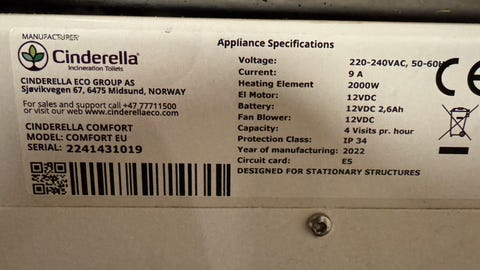 MANUFACTURER
Cinderella
Incineration Toilets
CINDERELLA ECO GROUP AS
Sjøvikvegen 67, 6475 Midsund, NORWAY
For sales and support call +47.77711500
or visit our web www.cinderellaeco.com
CINDERELLA COMFORT
MODEL: COMFORT EU
SERIAL: 2241431019
Appliance Specifications
Voltage: 220-240VAC, 50-60H
Current: 9 A
Heating Element 2000W
El Motor: 12VDC
Battery: 12VDC 2,6Ah
Fan Blower: 12VDC
Capacity: 4 Visits pr. hour
Protection Class: IP 34
Year of manufacturing: 2022
Circuit card: E5
DESIGNED FOR STATIONARY STRUCTURES
CE